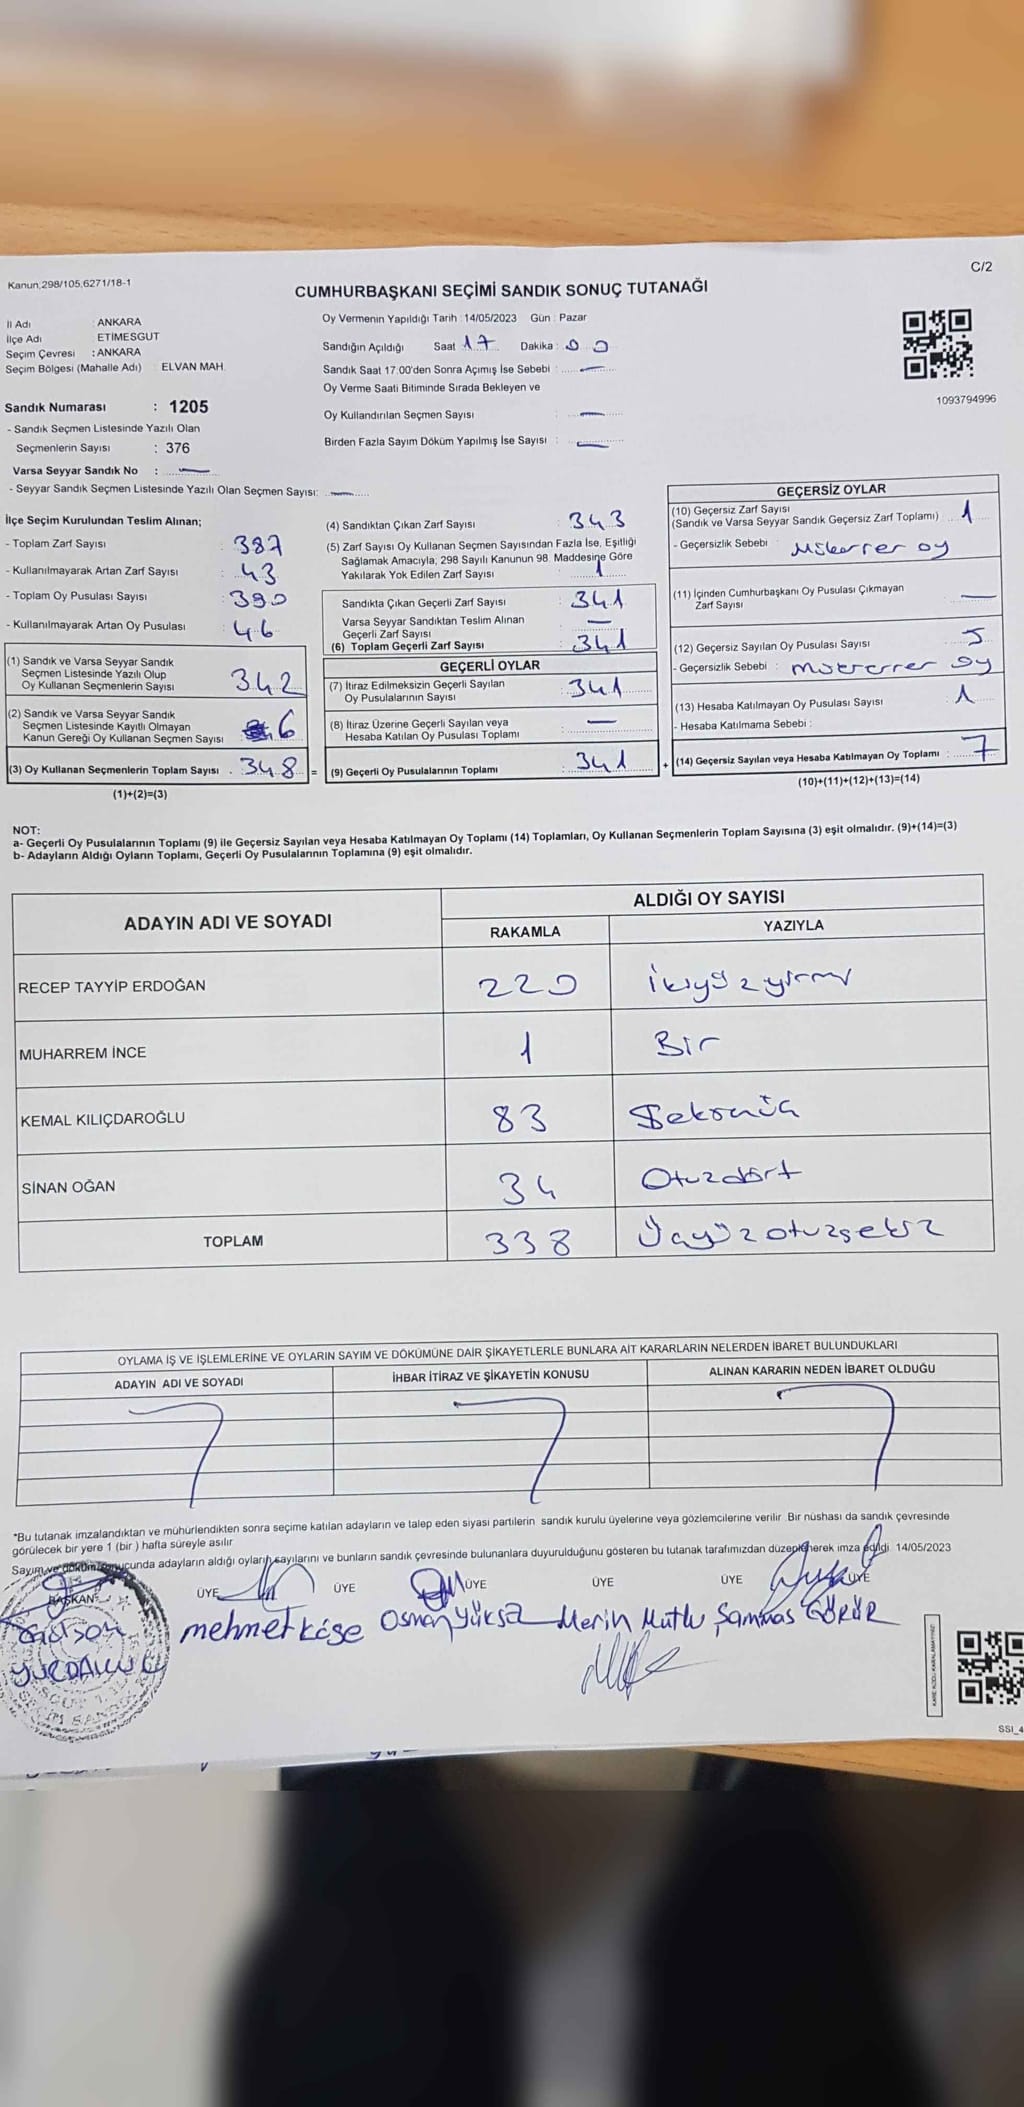 Kanun,298/105,6271/18-1
C/2
CUMHURBAŞKANI SEÇİMİ SANDIK SONUÇ TUTANAĞI
İl Adı : ANKARA
İlçe Adı : ETİMESGUT
Seçim Çevresi : ANKARA
Seçim Bölgesi (Mahalle Adı) ELVAN MAH.
Sandık Numarası : 1205
- Sandık Seçmen Listesinde Yazılı Olan
Seçmenlerin Sayısı : 376
Varsa Seyyar Sandık No :
- Seyyar Sandık Seçmen Listesinde Yazılı Olan Seçmen Sayısı:
Oy Vermenin Yapıldığı Tarih : 14/05/2023 Gün : Pazar
Sandığın Açıldığı Saat 17 Dakika : 00
Sandık Saat 17.00'den Sonra Açımış İse Sebebi :
Oy Verme Saati Bitiminde Sırada Bekleyen ve
Oy Kullandırılan Seçmen Sayısı :
Birden Fazla Sayım Döküm Yapılmış İse Sayısı :
1093794996
İlçe Seçim Kurulundan Teslim Alınan;
- Toplam Zarf Sayısı : 387
- Kullanılmayarak Artan Zarf Sayısı : 43
- Toplam Oy Pusulası Sayısı : 390
- Kullanılmayarak Artan Oy Pusulası : 46
(1) Sandık ve Varsa Seyyar Sandık
Seçmen Listesinde Yazılı Olup
Oy Kullanan Seçmenlerin Sayısı 342
(2) Sandık ve Varsa Seyyar Sandık
Seçmen Listesinde Kayıtlı Olmayan
Kanun Gereği Oy Kullanan Seçmen Sayısı 6
(3) Oy Kullanan Seçmenlerin Toplam Sayısı : 348 =
(1)+(2)=(3)
(4) Sandıktan Çıkan Zarf Sayısı : 343
(5) Zarf Sayısı Oy Kullanan Seçmen Sayısından Fazla İse, Eşitliği
Sağlamak Amacıyla, 298 Sayılı Kanunun 98. Maddesine Göre
Yakılarak Yok Edilen Zarf Sayısı 1
Sandıkta Çıkan Geçerli Zarf Sayısı : 341
Varsa Seyyar Sandıktan Teslim Alınan
Geçerli Zarf Sayısı :
(6) Toplam Geçerli Zarf Sayısı : 341
GEÇERLİ OYLAR
(7) İtiraz Edilmeksizin Geçerli Sayılan
Oy Pusulalarının Sayısı : 341
(8) İtiraz Üzerine Geçerli Sayılan veya
Hesaba Katılan Oy Pusulası Toplamı :
(9) Geçerli Oy Pusulalarının Toplamı : 341 +
GEÇERSİZ OYLAR
(10) Geçersiz Zarf Sayısı
(Sandık ve Varsa Seyyar Sandık Geçersiz Zarf Toplamı) 1
- Geçersizlik Sebebi : Mükerrer oy
(11) İçinden Cumhurbaşkanı Oy Pusulası Çıkmayan
Zarf Sayısı
(12) Geçersiz Sayılan Oy Pusulası Sayısı 5
- Geçersizlik Sebebi : Mükerrer oy
(13) Hesaba Katılmayan Oy Pusulası Sayısı 1
- Hesaba Katılmama Sebebi :
(14) Geçersiz Sayılan veya Hesaba Katılmayan Oy Toplamı : 7
(10)+(11)+(12)+(13)=(14)
NOT:
a- Geçerli Oy Pusulalarının Toplamı (9) ile Geçersiz Sayılan veya Hesaba Katılmayan Oy Toplamı (14) Toplamları, Oy Kullanan Seçmenlerin Toplam Sayısına (3) eşit olmalıdır. (9)+(14)=(3)
b- Adayların Aldığı Oyların Toplamı, Geçerli Oy Pusulalarının Toplamına (9) eşit olmalıdır.
ADAYIN ADI VE SOYADI
ALDIĞI OY SAYISI
RAKAMLA YAZIYLA
RECEP TAYYİP ERDOĞAN 220 ikiyüzyirmi
MUHARREM İNCE 1 Bir
KEMAL KILIÇDAROĞLU 83 Seksenüç
SİNAN OĞAN 34 Otuzdört
TOPLAM 338 Üçyüzotuzsekiz
OYLAMA İŞ VE İŞLEMLERİNE VE OYLARIN SAYIM VE DÖKÜMÜNE DAİR ŞİKAYETLERLE BUNLARA AİT KARARLARIN NELERDEN İBARET BULUNDUKLARI
ADAYIN ADI VE SOYADI İHBAR İTİRAZ VE ŞİKAYETİN KONUSU ALINAN KARARIN NEDEN İBARET OLDUĞU
*Bu tutanak imzalandıktan ve mühürlendikten sonra seçime katılan adayların ve talep eden siyasi partilerin sandık kurulu üyelerine veya gözlemcilerine verilir. Bir nüshası da sandık çevresinde
görülecek bir yere 1 (bir) hafta süreyle asılır.
Sayım ve döküm sonucunda adayların aldığı oyların sayılarını ve bunların sandık çevresinde bulunanlara duyurulduğunu gösteren bu tutanak tarafımızdan düzenlenerek imza edildi. 14/05/2023
BAŞKAN ÜYE ÜYE ÜYE ÜYE ÜYE ÜYE
mehmet köse Osman Yüksel Merih Mutlu Şammas GÖRÜR
KARE KODU KARALAMAYINIZ
SSI_4